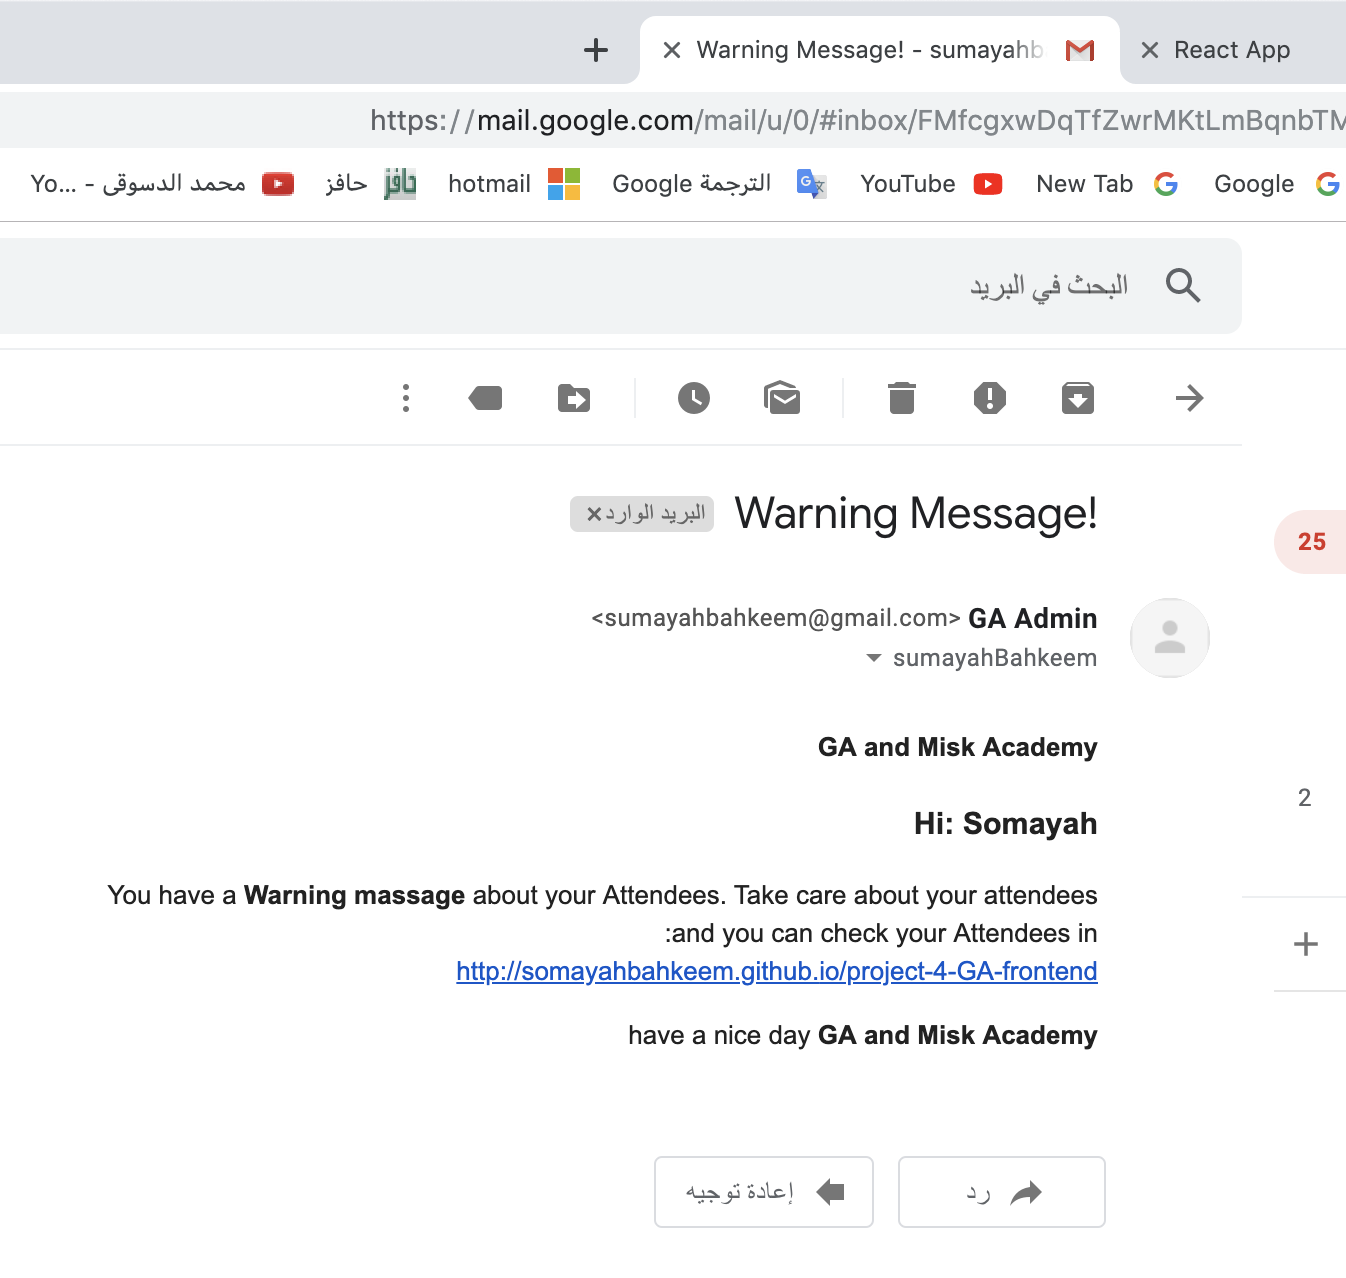 Warning Message! - sumayahb
React App
https://mail.google.com/mail/u/0/#inbox/FMfcgxwDqTfZwrMKtLmBqnbTM
Google
New Tab
YouTube
الترجمة Google
hotmail
حافز
محمد الدسوقى - Yo...
البحث في البريد
Warning Message!
البريد الوارد
25
GA Admin <sumayahbahkeem@gmail.com>
sumayahBahkeem
GA and Misk Academy
2
Hi: Somayah
You have a Warning massage about your Attendees. Take care about your attendees
and you can check your Attendees in:
http://somayahbahkeem.github.io/project-4-GA-frontend
have a nice day GA and Misk Academy
رد
إعادة توجيه